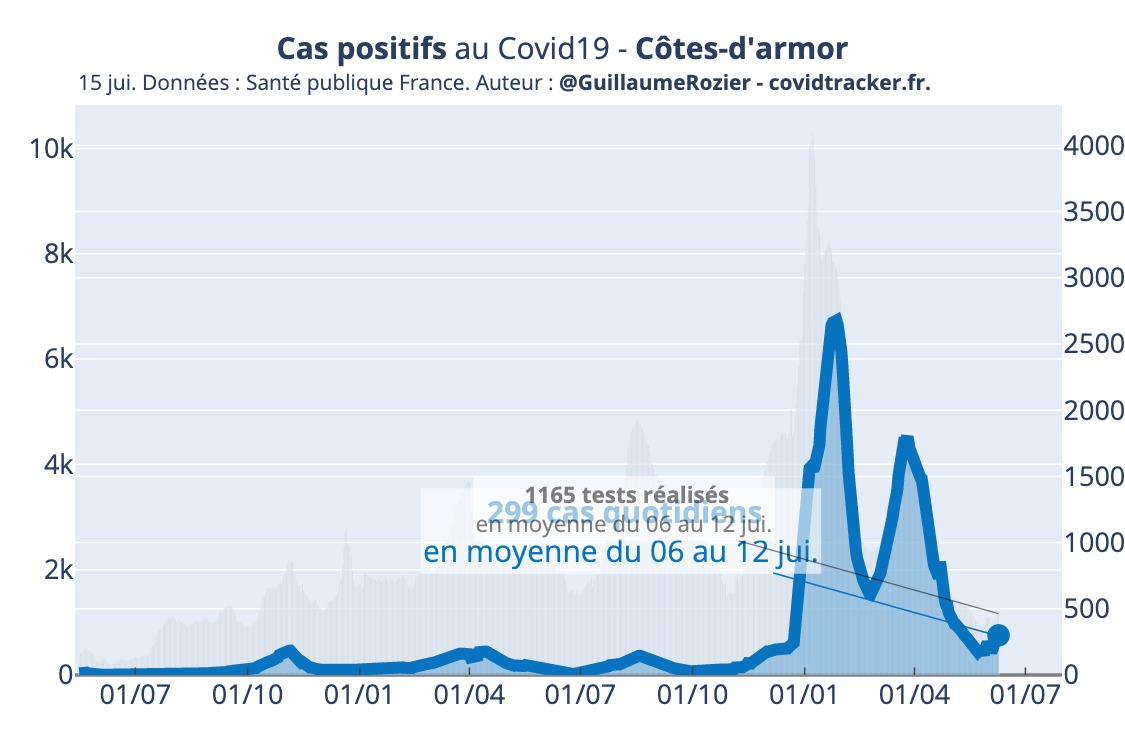 Cas positifs au Covid19 - Côtes-d'armor
15 jui. Données : Santé publique France. Auteur : @GuillaumeRozier - covidtracker.fr.
10k
8k
6k
4k
2k
0
4000
3500
3000
2500
2000
1500
1000
500
0
1165 tests réalisés
299 cas quotidiens
en moyenne du 06 au 12 jui.
en moyenne du 06 au 12 jui.
01/07 01/10 01/01 01/04 01/07 01/10 01/01 01/04 01/07